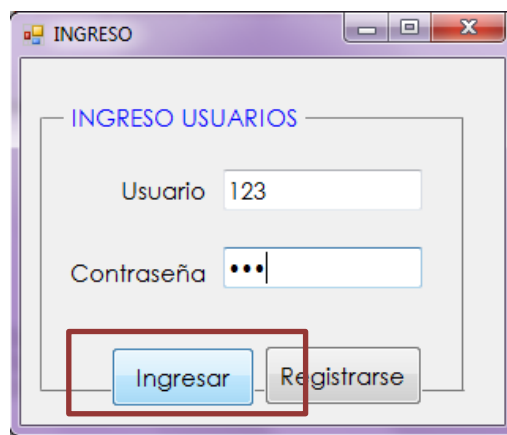 INGRESO
INGRESO USUARIOS
Usuario 123
Contraseña •••
Ingresar Registrarse